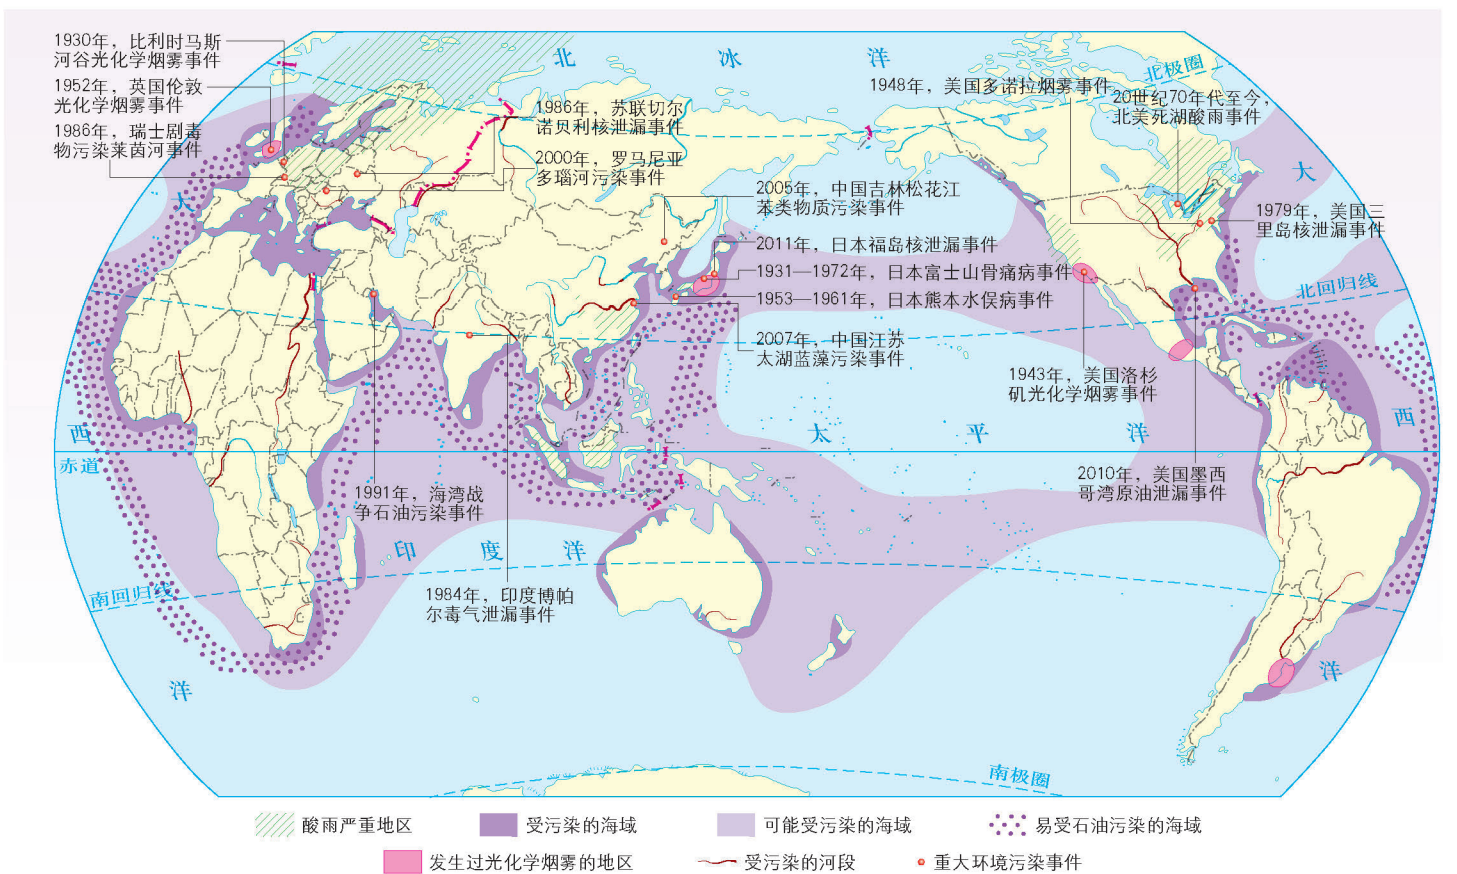 1930年，比利时马斯
河谷光化学烟雾事件
1952年，英国伦敦
光化学烟雾事件
1986年，瑞士剧毒
物污染莱茵河事件
北冰洋
1948年，美国多诺拉烟雾事件
北极圈
20世纪70年代至今，
北美死湖酸雨事件
1986年，苏联切尔
诺贝利核泄漏事件
2000年，罗马尼亚
多瑙河污染事件
2005年，中国吉林松花江
苯类物质污染事件
大
大
1979年，美国三
里岛核泄漏事件
2011年，日本福岛核泄漏事件
1931—1972年，日本富士山骨痛病事件
1953—1961年，日本熊本水俣病事件
北回归线
2007年，中国汪苏
太湖蓝藻污染事件
1943年，美国洛杉
矶光化学烟雾事件
西
太平洋
西
赤道
2010年，美国墨西
哥湾原油泄漏事件
1991年，海湾战
争石油污染事件
印度洋
南回归线
1984年，印度博帕
尔毒气泄漏事件
洋
洋
南极圈
酸雨严重地区
受污染的海域
可能受污染的海域
易受石油污染的海域
发生过光化学烟雾的地区
受污染的河段
重大环境污染事件